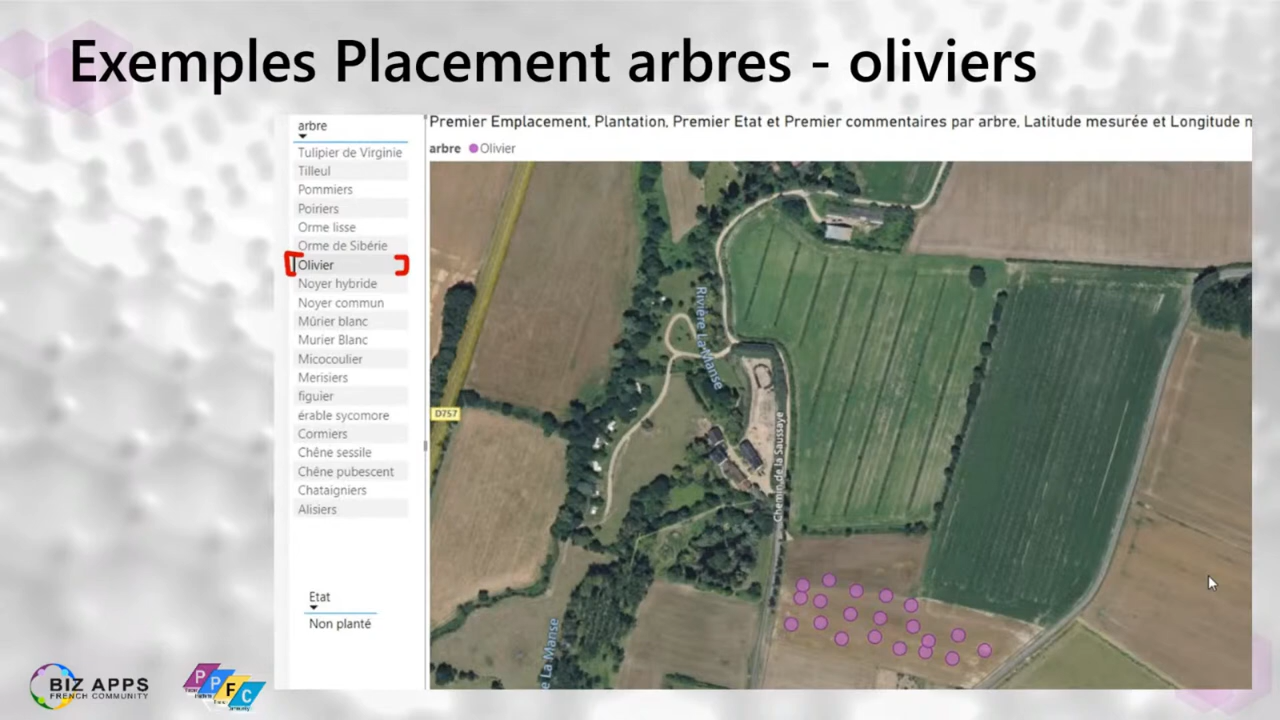 Exemples Placement arbres - oliviers
arbre
Tulipier de Virginie
Tilleul
Pommiers
Poiriers
Orme lisse
Orme de Sibérie
Olivier
Noyer hybride
Noyer commun
Mûrier blanc
Murier Blanc
Micocoulier
Merisiers
figuier
érable sycomore
Cormiers
Chêne sessile
Chêne pubescent
Chataigniers
Alisiers
Etat
Non planté
Premier Emplacement, Plantation, Premier Etat et Premier commentaires par arbre, Latitude mesurée et Longitude m
arbre Olivier
Rivière La Manse
D757
Chemin de la Saussaye
e La Manse
BIZ APPS
FRENCH COMMUNITY
P P F C